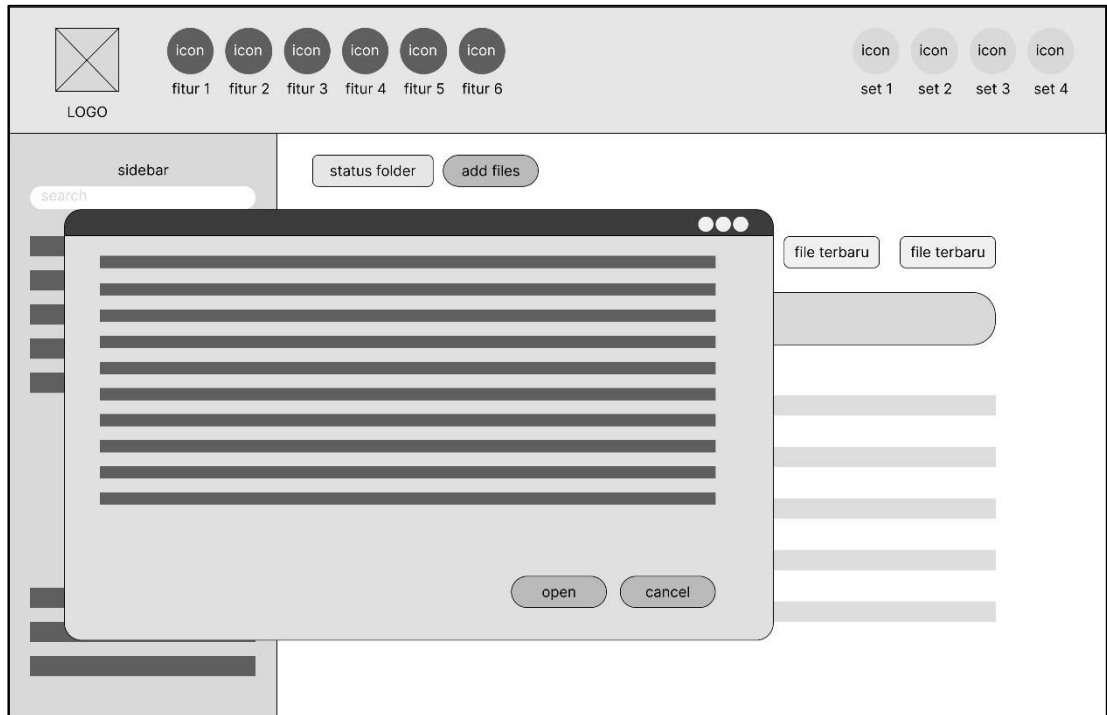 icon icon icon icon icon icon icon icon icon icon
fitur 1 fitur 2 fitur 3 fitur 4 fitur 5 fitur 6 set 1 set 2 set 3 set 4
LOGO
sidebar
search
status folder add files
file terbaru file terbaru
open cancel